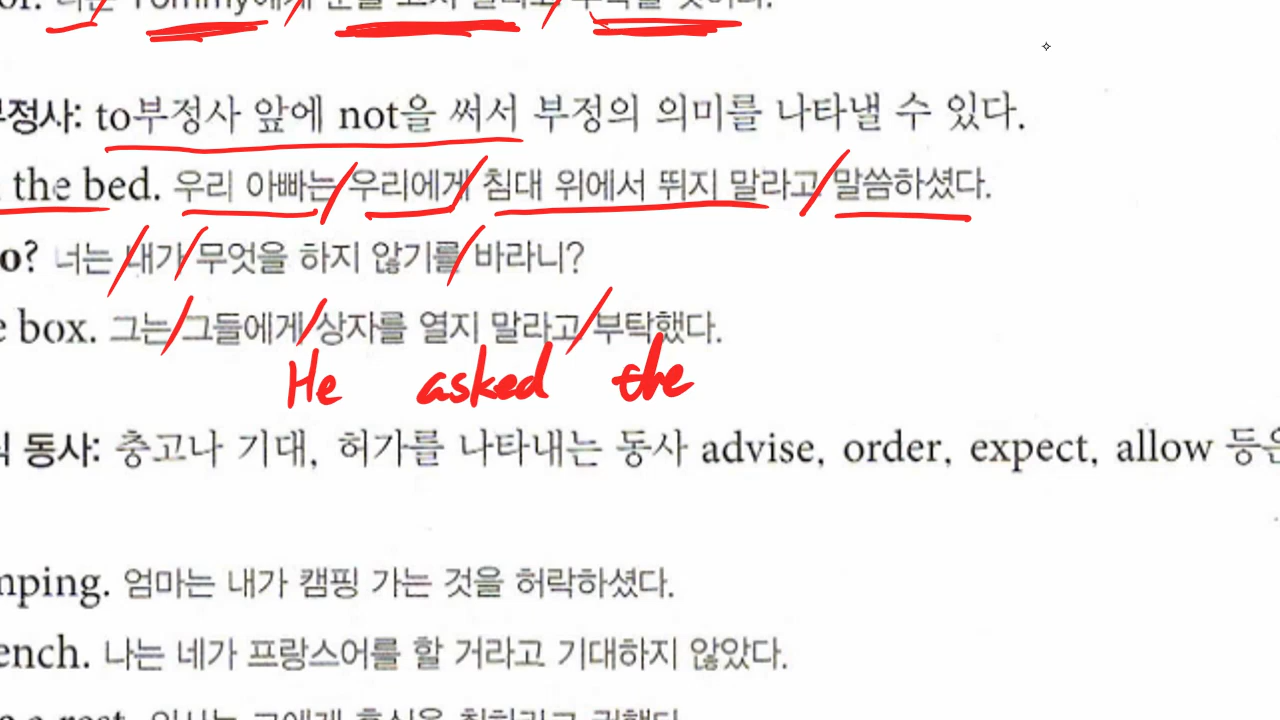 너는 Tommy에게 눈을 뜨지 말라고 부탁할 것이다.
부정사: to부정사 앞에 not을 써서 부정의 의미를 나타낼 수 있다.
the bed. 우리 아빠는 우리에게 침대 위에서 뛰지 말라고 말씀하셨다.
o? 너는 내가 무엇을 하지 않기를 바라니?
e box. 그는 그들에게 상자를 열지 말라고 부탁했다.
He asked the
식 동사: 충고나 기대, 허가를 나타내는 동사 advise, order, expect, allow 등은
mping. 엄마는 내가 캠핑 가는 것을 허락하셨다.
ench. 나는 네가 프랑스어를 할 거라고 기대하지 않았다.